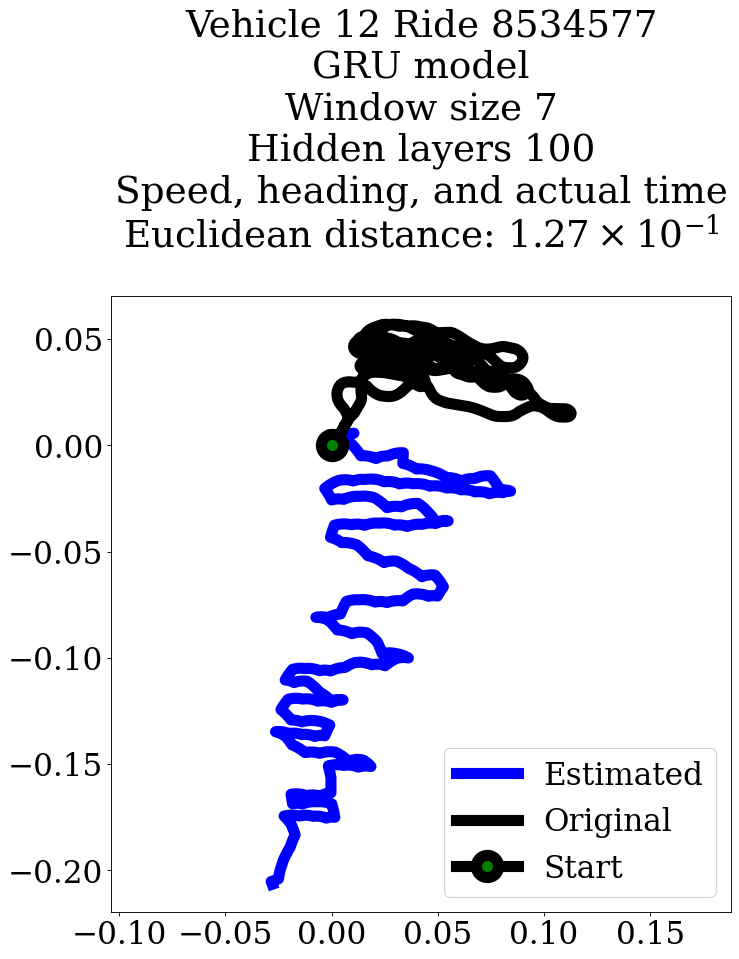 Vehicle 12 Ride 8534577
GRU model
Window size 7
Hidden layers 100
Speed, heading, and actual time
Euclidean distance: 1.27 × 10⁻¹
0.05
0.00
−0.05
−0.10
−0.15
−0.20
Estimated
Original
Start
−0.10 −0.05 0.00 0.05 0.10 0.15